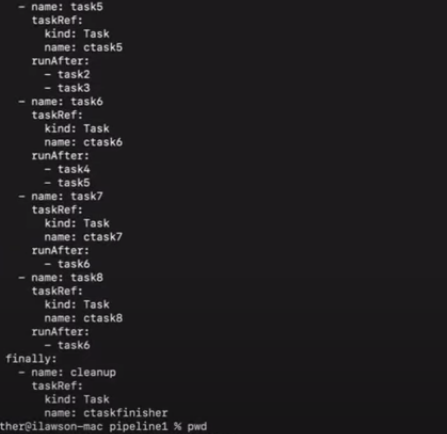 - name: task5
taskRef:
kind: Task
name: ctask5
runAfter:
- task2
- task3
- name: task6
taskRef:
kind: Task
name: ctask6
runAfter:
- task4
- task5
- name: task7
taskRef:
kind: Task
name: ctask7
runAfter:
- task6
- name: task8
taskRef:
kind: Task
name: ctask8
runAfter:
- task6
finally:
- name: cleanup
taskRef:
kind: Task
name: ctaskfinisher
ther@ilawson-mac pipeline1 % pwd